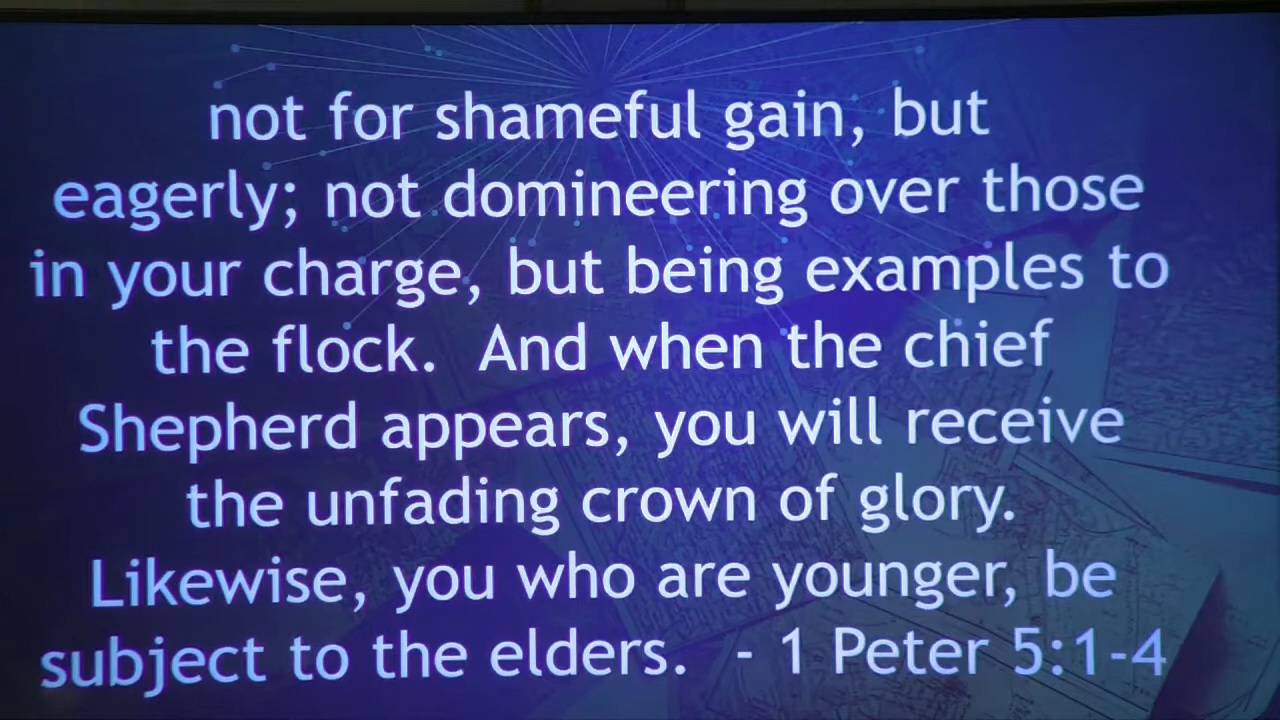 not for shameful gain, but
eagerly; not domineering over those
in your charge, but being examples to
the flock.  And when the chief
Shepherd appears, you will receive
the unfading crown of glory.
Likewise, you who are younger, be
subject to the elders.  - 1 Peter 5:1-4